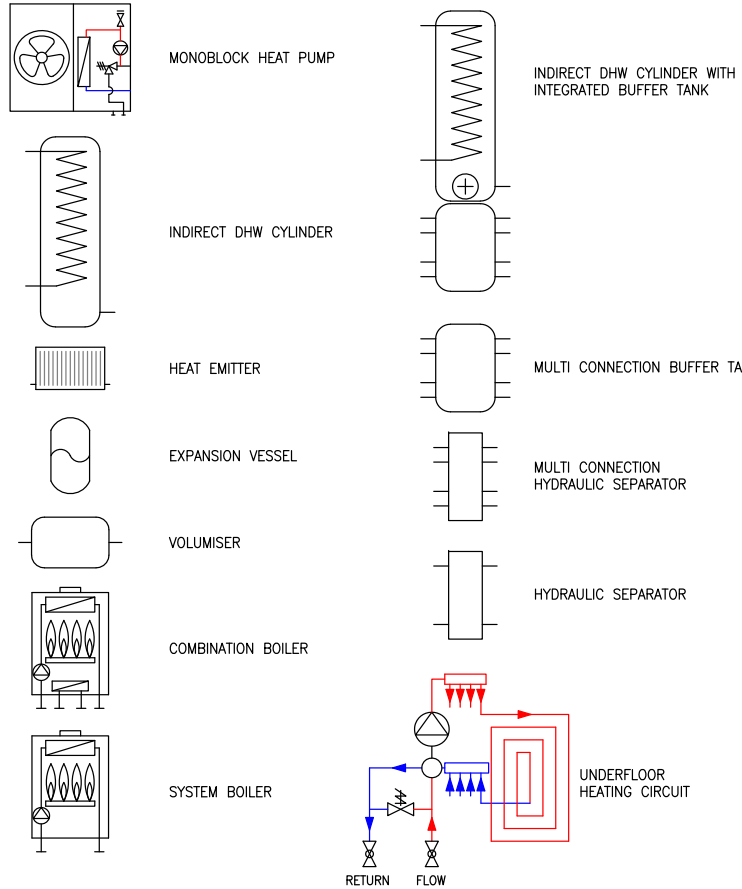 MONOBLOCK HEAT PUMP
INDIRECT DHW CYLINDER
HEAT EMITTER
EXPANSION VESSEL
VOLUMISER
COMBINATION BOILER
SYSTEM BOILER
INDIRECT DHW CYLINDER WITH
INTEGRATED BUFFER TANK
MULTI CONNECTION BUFFER TA
MULTI CONNECTION
HYDRAULIC SEPARATOR
HYDRAULIC SEPARATOR
UNDERFLOOR
HEATING CIRCUIT
RETURN
FLOW